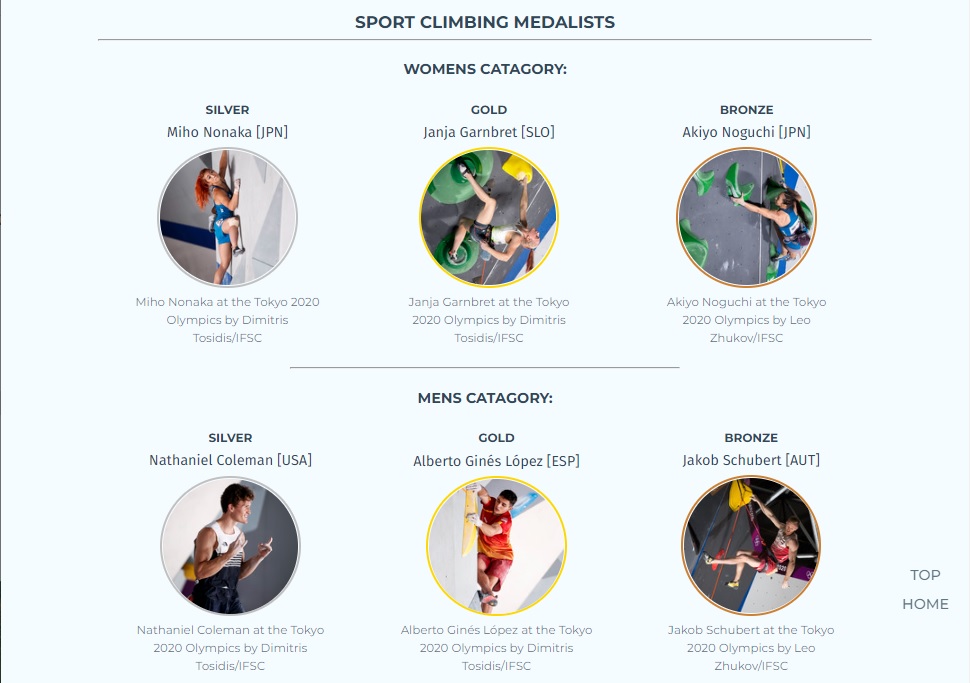 SPORT CLIMBING MEDALISTS
WOMENS CATAGORY:
SILVER
Miho Nonaka [JPN]
Miho Nonaka at the Tokyo 2020
Olympics by Dimitris
Tosidis/IFSC
GOLD
Janja Garnbret [SLO]
Janja Garnbret at the Tokyo
2020 Olympics by Dimitris
Tosidis/IFSC
BRONZE
Akiyo Noguchi [JPN]
Akiyo Noguchi at the Tokyo
2020 Olympics by Leo
Zhukov/IFSC
MENS CATAGORY:
SILVER
Nathaniel Coleman [USA]
Nathaniel Coleman at the Tokyo
2020 Olympics by Dimitris
Tosidis/IFSC
GOLD
Alberto Ginés López [ESP]
Alberto Ginés López at the Tokyo
2020 Olympics by Dimitris
Tosidis/IFSC
BRONZE
Jakob Schubert [AUT]
Jakob Schubert at the Tokyo
2020 Olympics by Leo
Zhukov/IFSC
TOP
HOME